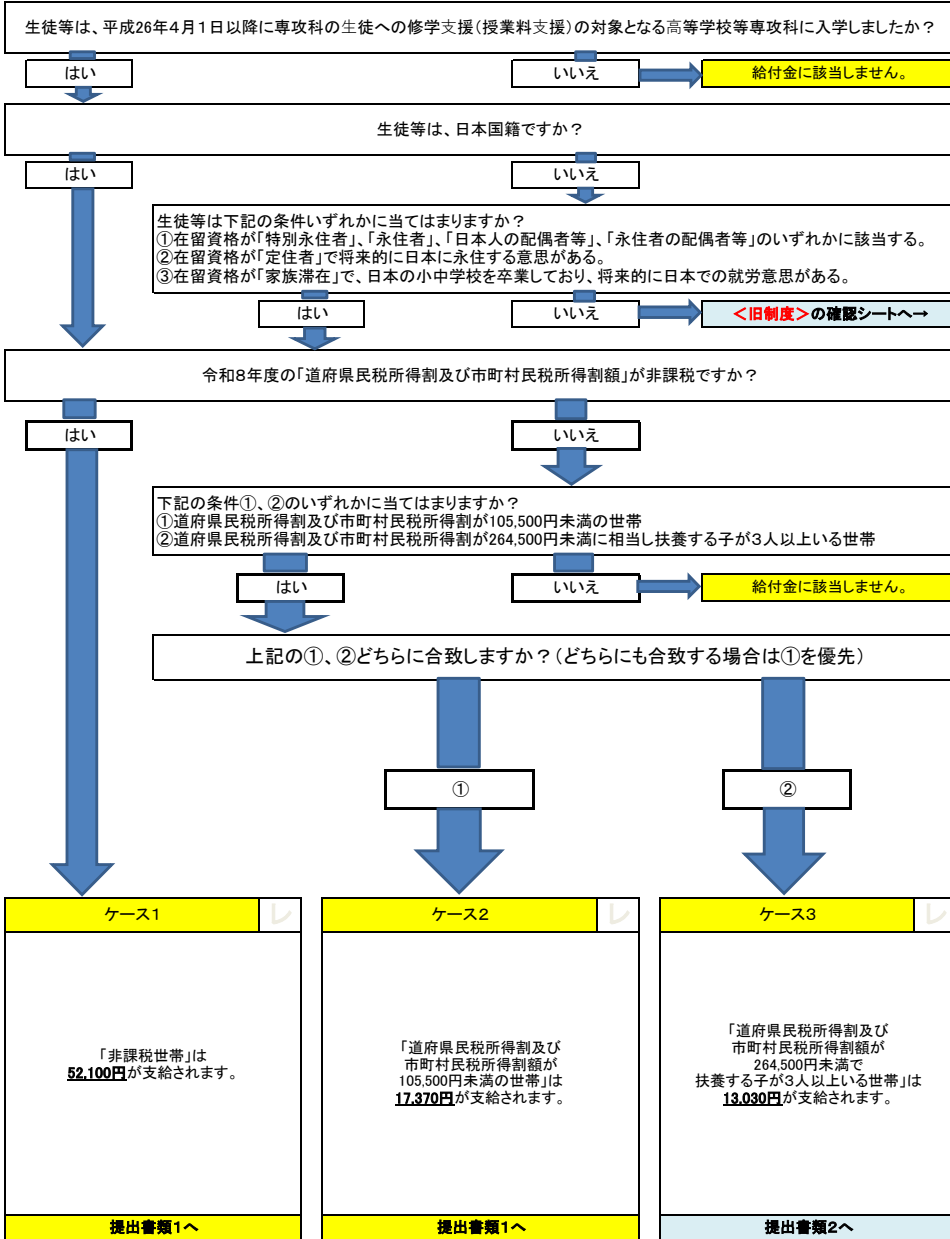 生徒等は、平成26年4月1日以降に専攻科の生徒への修学支援(授業料支援)の対象となる高等学校等専攻科に入学しましたか？
はい
いいえ
給付金に該当しません。
生徒等は、日本国籍ですか？
はい
いいえ
生徒等は下記の条件いずれかに当てはまりますか？
①在留資格が「特別永住者」、「永住者」、「日本人の配偶者等」、「永住者の配偶者等」のいずれかに該当する。
②在留資格が「定住者」で将来的に日本に永住する意思がある。
③在留資格が「家族滞在」で、日本の小中学校を卒業しており、将来的に日本での就労意思がある。
はい
いいえ
＜旧制度＞の確認シートへ→
令和8年度の「道府県民税所得割及び市町村民税所得割額」が非課税ですか？
はい
いいえ
下記の条件①、②のいずれかに当てはまりますか？
①道府県民税所得割及び市町村民税所得割が105,500円未満の世帯
②道府県民税所得割及び市町村民税所得割が264,500円未満に相当し扶養する子が３人以上いる世帯
はい
いいえ
給付金に該当しません。
上記の①、②どちらに合致しますか？（どちらにも合致する場合は①を優先）
①
②
ケース1
レ
「非課税世帯」は
52,100円が支給されます。
提出書類１へ
ケース2
レ
「道府県民税所得割及び
市町村民税所得割額が
105,500円未満の世帯」は
17,370円が支給されます。
提出書類１へ
ケース3
レ
「道府県民税所得割及び
市町村民税所得割額が
264,500円未満で
扶養する子が３人以上いる世帯」は
13,030円が支給されます。
提出書類２へ